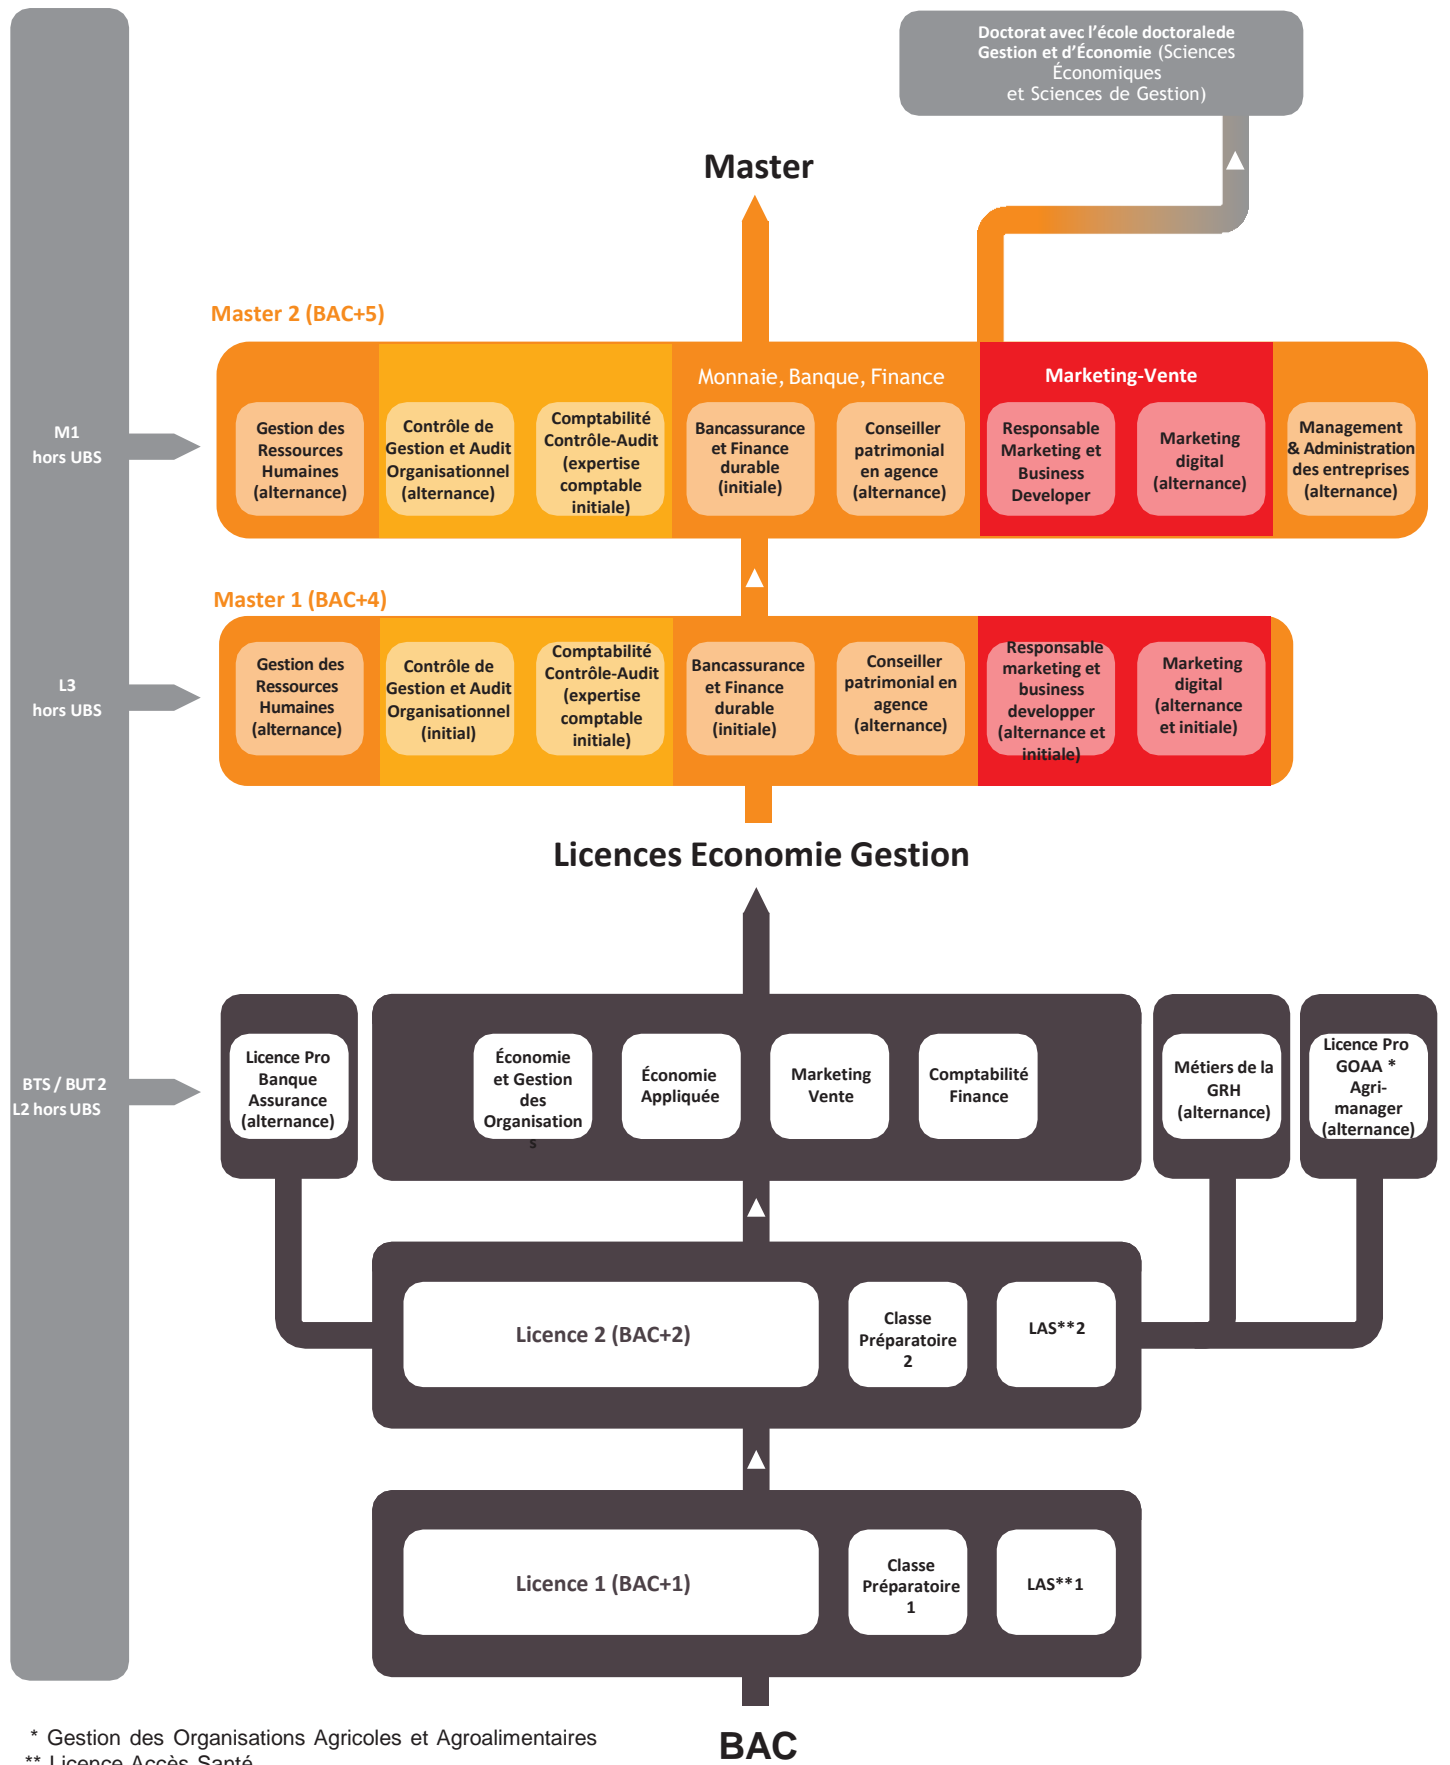 Doctorat avec l'école doctoralede
Gestion et d'Économie (Sciences
Économiques
et Sciences de Gestion)
Master
Master 2 (BAC+5)
Monnaie, Banque, Finance
Marketing-Vente
M1
hors UBS
Gestion des
Ressources
Humaines
(alternance)
Contrôle de
Gestion et Audit
Organisationnel
(alternance)
Comptabilité
Contrôle-Audit
(expertise
comptable
initiale)
Bancassurance
et Finance
durable
(initiale)
Conseiller
patrimonial
en agence
(alternance)
Responsable
Marketing et
Business
Developer
Marketing
digital
(alternance)
Management
& Administration
des entreprises
(alternance)
Master 1 (BAC+4)
L3
hors UBS
Gestion des
Ressources
Humaines
(alternance)
Contrôle de
Gestion et Audit
Organisationnel
(initial)
Comptabilité
Contrôle-Audit
(expertise
comptable
initiale)
Bancassurance
et Finance
durable
(initiale)
Conseiller
patrimonial en
agence
(alternance)
Responsable
marketing et
business
developper
(alternance et
initiale)
Marketing
digital
(alternance
et initiale)
Licences Economie Gestion
BTS / BUT 2
L2 hors UBS
Licence Pro
Banque
Assurance
(alternance)
Économie
et Gestion
des
Organisation
s
Économie
Appliquée
Marketing
Vente
Comptabilité
Finance
Métiers de la
GRH
(alternance)
Licence Pro
GOAA *
Agri-
manager
(alternance)
Licence 2 (BAC+2)
Classe
Préparatoire
2
LAS**2
Licence 1 (BAC+1)
Classe
Préparatoire
1
LAS**1
* Gestion des Organisations Agricoles et Agroalimentaires
** Licence Accès Santé
BAC